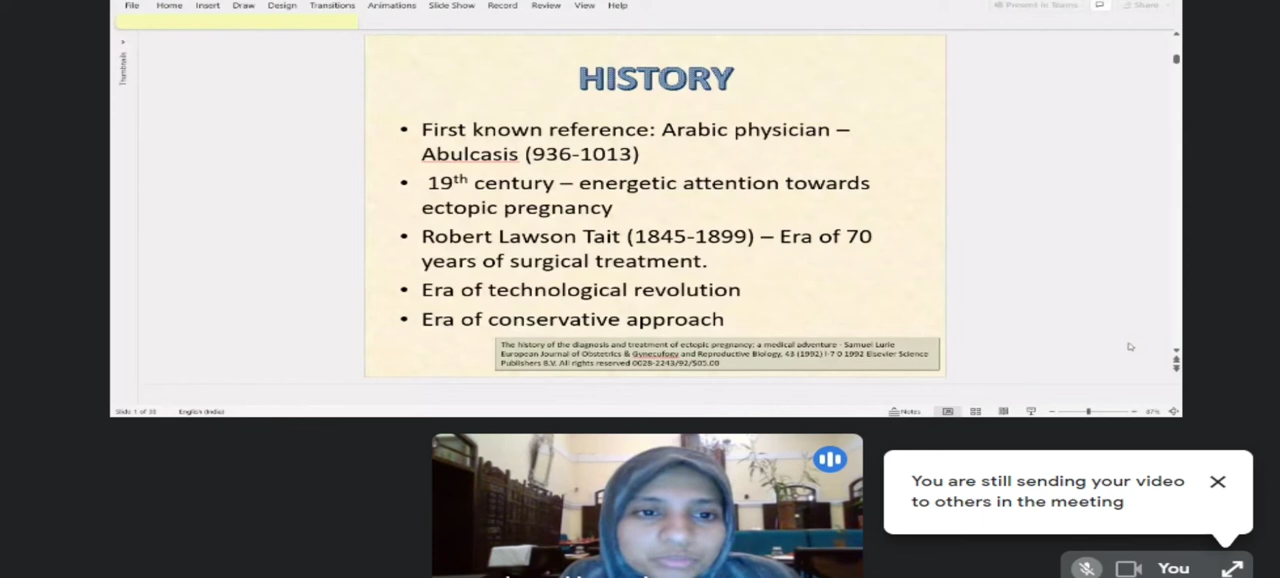 File Home Insert Draw Design Transitions Animations Slide Show Record Review View Help
Present in Teams
Share
Thumbnails
HISTORY
• First known reference: Arabic physician –
Abulcasis (936-1013)
• 19th century – energetic attention towards
ectopic pregnancy
• Robert Lawson Tait (1845-1899) – Era of 70
years of surgical treatment.
• Era of technological revolution
• Era of conservative approach
The history of the diagnosis and treatment of ectopic pregnancy: a medical adventure - Samuel Lurie
European Journal of Obstetrics & Gynecology and Reproductive Biology, 43 (1992) I-7 0 1992 Elsevier Science
Publishers B.V. All rights reserved 0028-2243/92/$05.00
Slide 1 of 38 English (India) Notes 87%
You are still sending your video
to others in the meeting
You